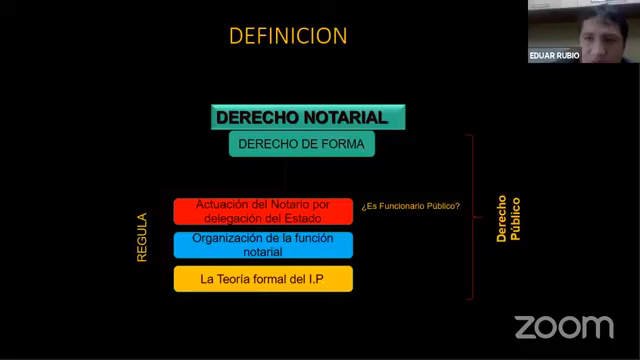 DEFINICION
EDUAR RUBIO
DERECHO NOTARIAL
DERECHO DE FORMA
REGULA
Actuación del Notario por
delegación del Estado
¿Es Funcionario Público?
Organización de la función
notarial
La Teoría formal del I.P
Derecho
Público
zoom